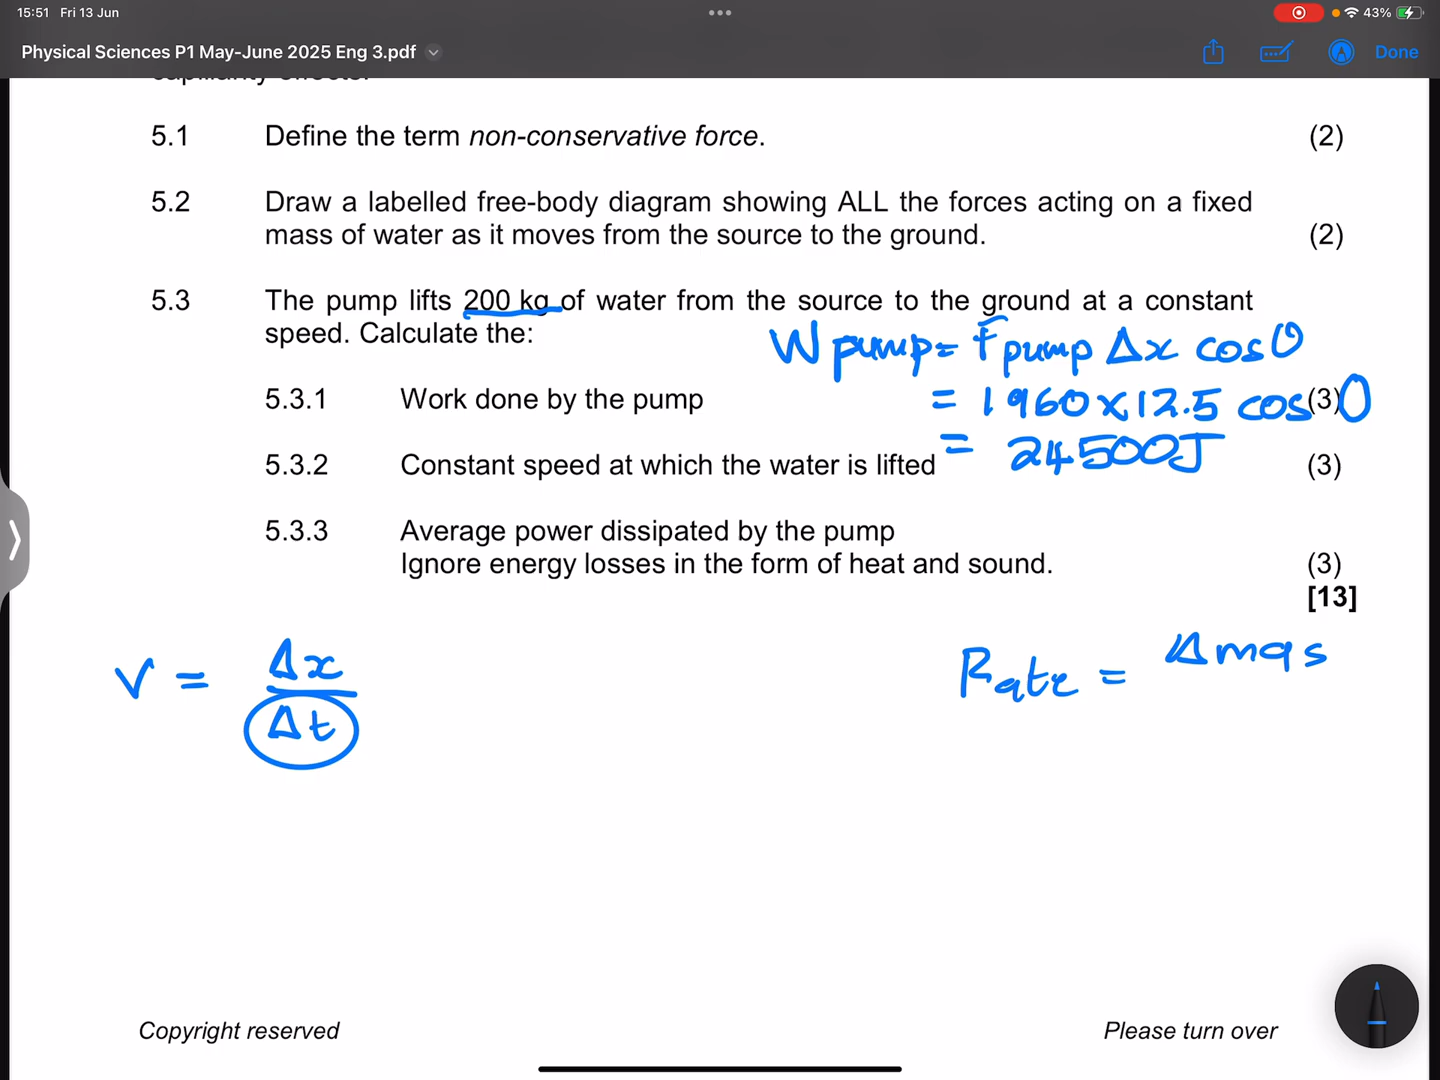 15:51 Fri 13 Jun
43%
Physical Sciences P1 May-June 2025 Eng 3.pdf
Done
5.1 Define the term non-conservative force. (2)
5.2 Draw a labelled free-body diagram showing ALL the forces acting on a fixed
mass of water as it moves from the source to the ground. (2)
5.3 The pump lifts 200 kg of water from the source to the ground at a constant
speed. Calculate the:
W pump = F pump Δx cosθ
5.3.1 Work done by the pump (3)
= 1960 x 12.5 cos 0
5.3.2 Constant speed at which the water is lifted (3)
= 24500J
5.3.3 Average power dissipated by the pump
Ignore energy losses in the form of heat and sound. (3)
[13]
v = Δx
Δt
Rate = Δmas
Copyright reserved Please turn over